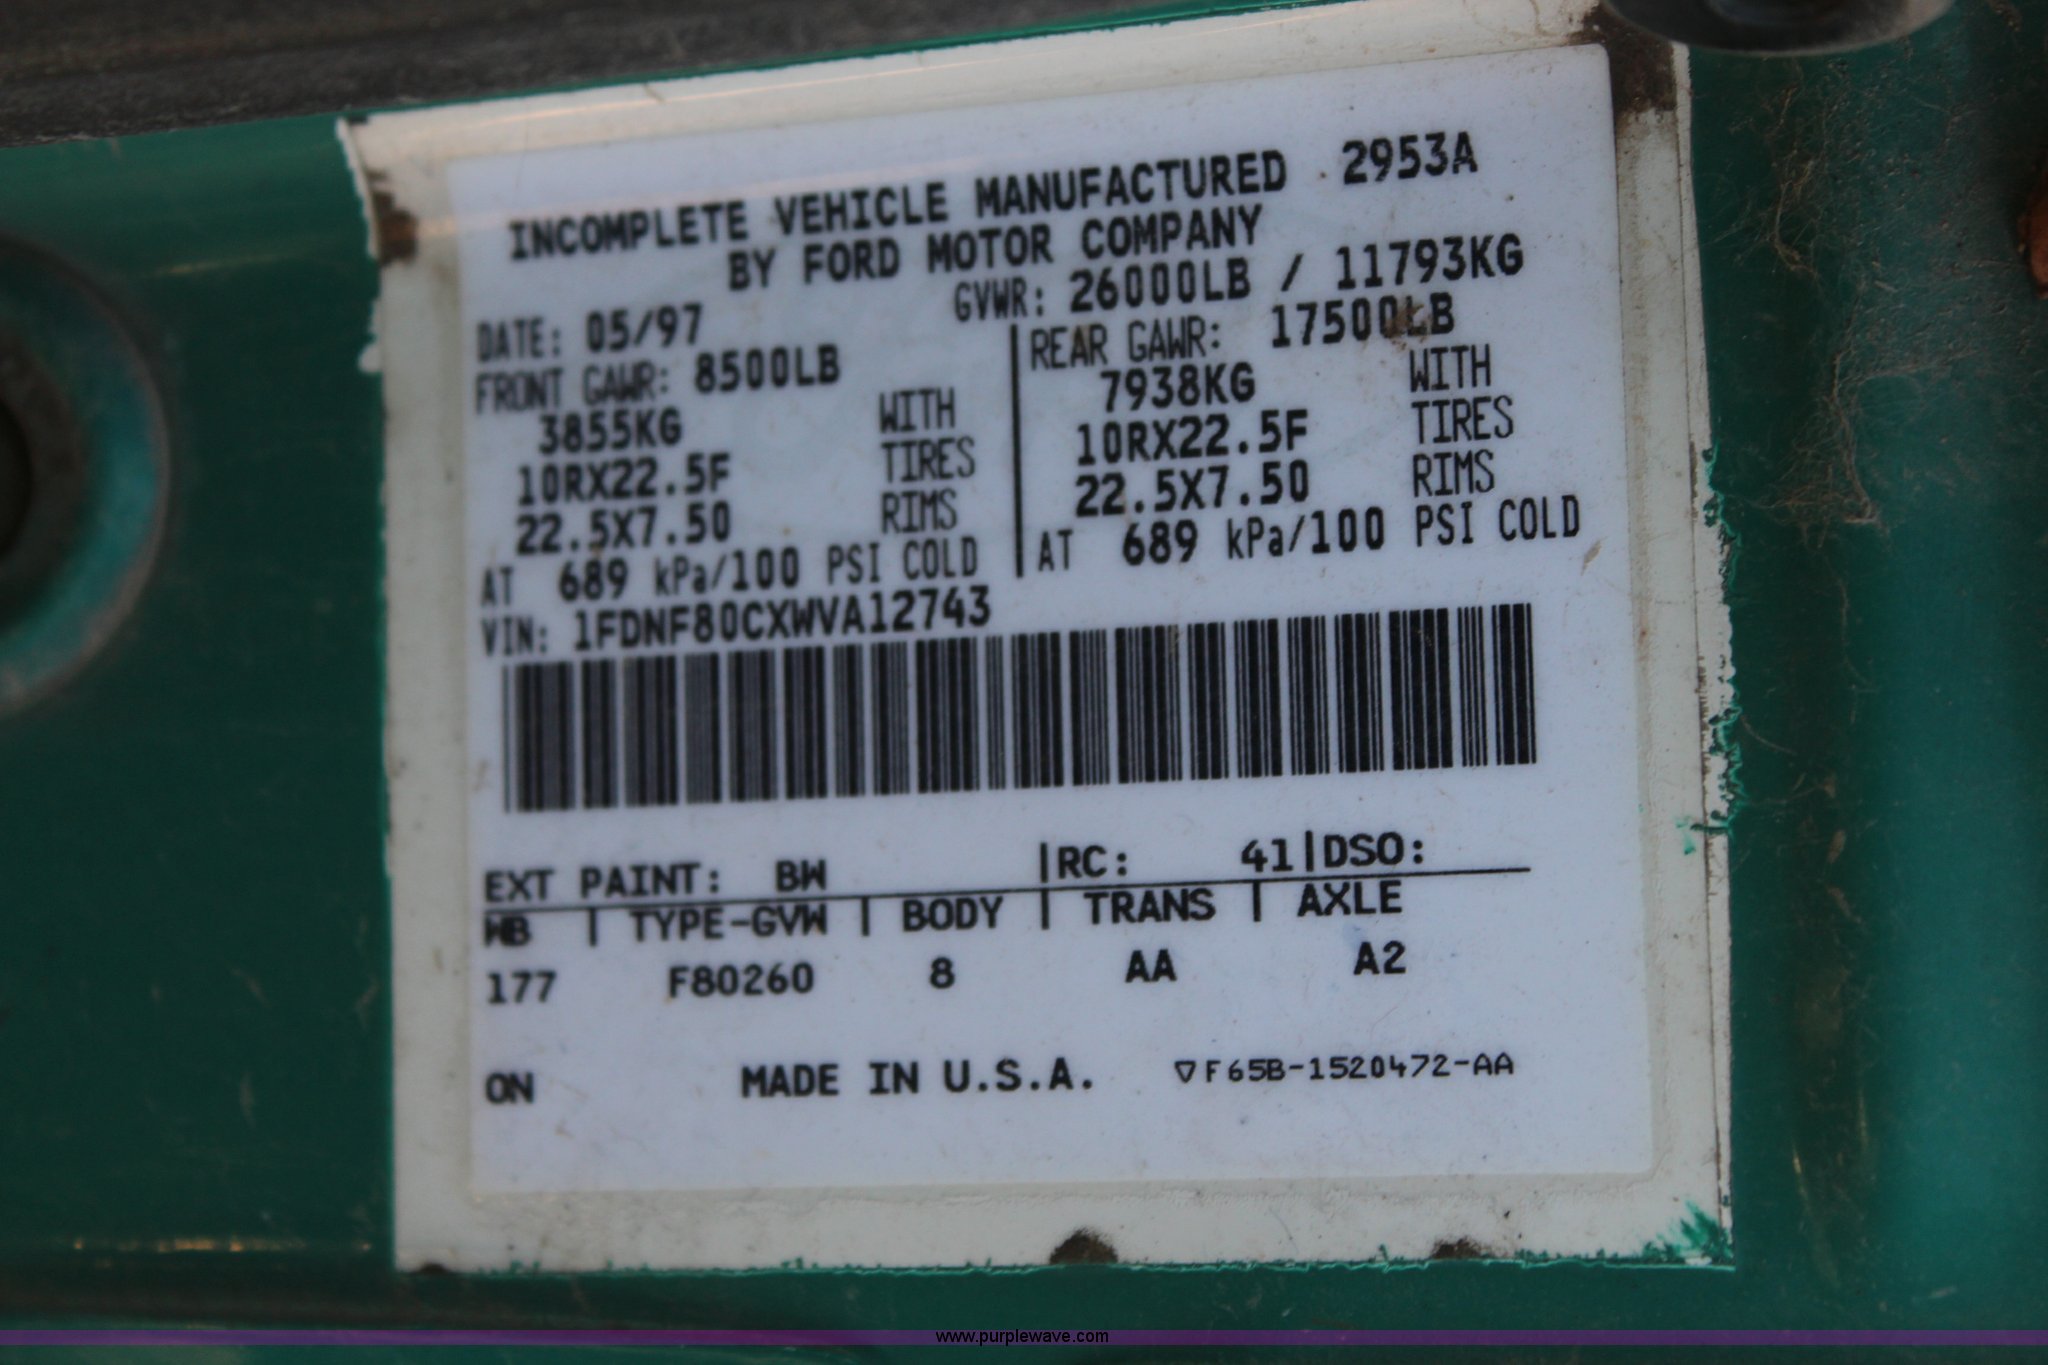 INCOMPLETE VEHICLE MANUFACTURED 2953A
BY FORD MOTOR COMPANY
DATE: 05/97 GVWR: 26000LB / 11793KG
FRONT GAWR: 8500LB REAR GAWR: 17500LB
3855KG WITH 7938KG WITH
10RX22.5F TIRES 10RX22.5F TIRES
22.5X7.50 RIMS 22.5X7.50 RIMS
AT 689 kPa/100 PSI COLD AT 689 kPa/100 PSI COLD
VIN: 1FDNF80CXWVA12743
EXT PAINT: BW |RC: 41|DSO:
WB | TYPE-GVW | BODY | TRANS | AXLE
177 F80260 8 AA A2
ON MADE IN U.S.A. ▽F65B-1520472-AA
www.purplewave.com